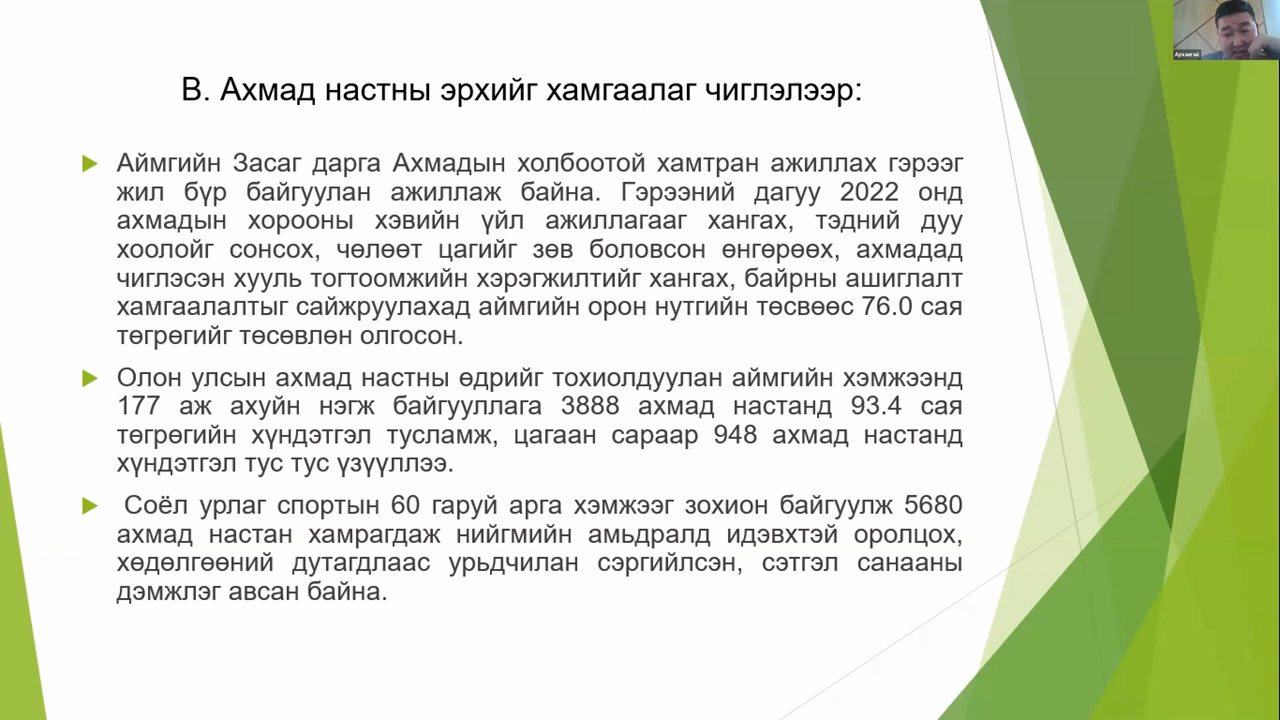 Архангай
В. Ахмад настны эрхийг хамгаалаг чиглэлээр:
Аймгийн Засаг дарга Ахмадын холбоотой хамтран ажиллах гэрээг
жил бүр байгуулан ажиллаж байна. Гэрээний дагуу 2022 онд
ахмадын хорооны хэвийн үйл ажиллагааг хангах, тэдний дуу
хоолойг сонсох, чөлөөт цагийг зөв боловсон өнгөрөөх, ахмадад
чиглэсэн хууль тогтоомжийн хэрэгжилтийг хангах, байрны ашиглалт
хамгаалалтыг сайжруулахад аймгийн орон нутгийн төсвөөс 76.0 сая
төгрөгийг төсөвлөн олгосон.
Олон улсын ахмад настны өдрийг тохиолдуулан аймгийн хэмжээнд
177 аж ахуйн нэгж байгууллага 3888 ахмад настанд 93.4 сая
төгрөгийн хүндэтгэл тусламж, цагаан сараар 948 ахмад настанд
хүндэтгэл тус тус үзүүллээ.
Соёл урлаг спортын 60 гаруй арга хэмжээг зохион байгуулж 5680
ахмад настан хамрагдаж нийгмийн амьдралд идэвхтэй оролцох,
хөдөлгөөний дутагдлаас урьдчилан сэргийлсэн, сэтгэл санааны
дэмжлэг авсан байна.